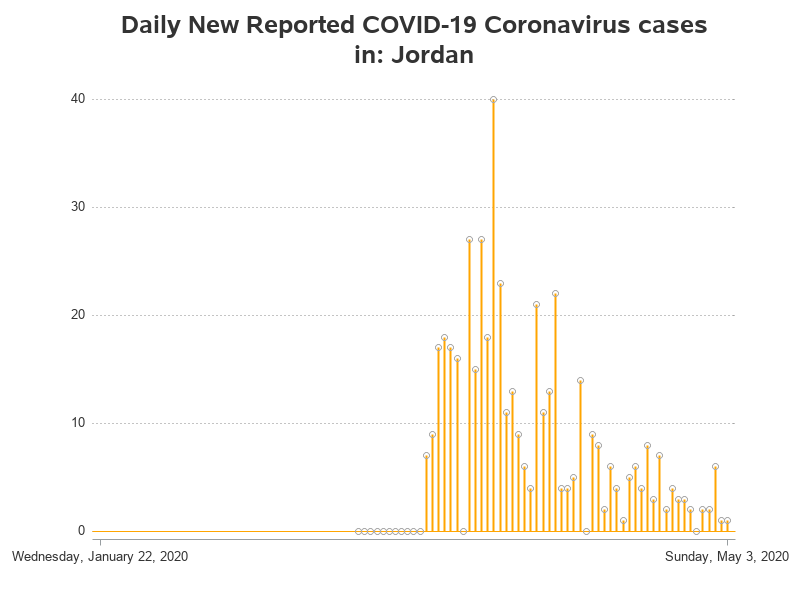 Daily New Reported COVID-19 Coronavirus cases
in: Jordan
40
30
20
10
0
Wednesday, January 22, 2020
Sunday, May 3, 2020